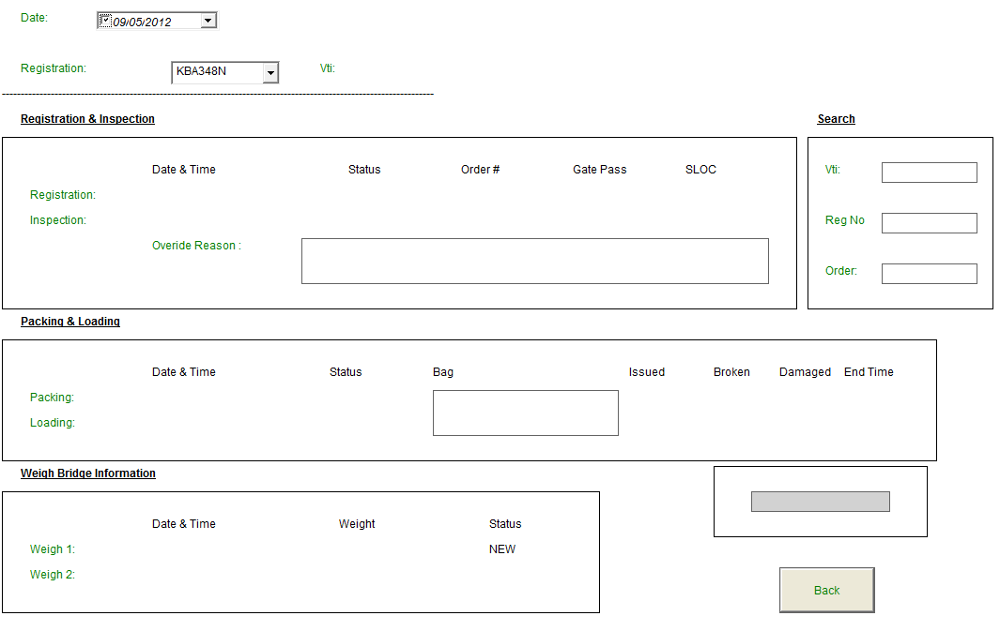 Date: 09/05/2012
Registration: KBA348N Vti:
Registration & Inspection
Date & Time Status Order # Gate Pass SLOC
Registration:
Inspection:
Overide Reason :
Search
Vti:
Reg No
Order:
Packing & Loading
Date & Time Status Bag Issued Broken Damaged End Time
Packing:
Loading:
Weigh Bridge Information
Date & Time Weight Status
Weigh 1: NEW
Weigh 2:
Back